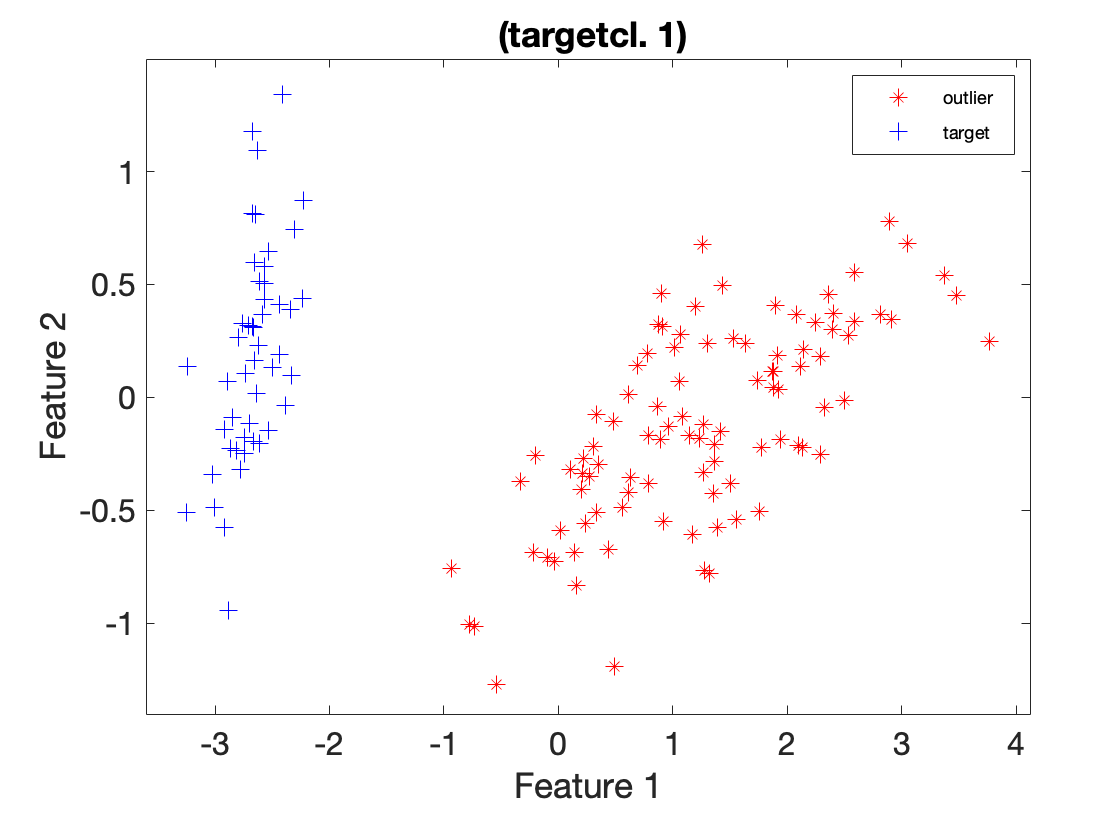 (targetcl. 1)
outlier
target
Feature 2
1
0.5
0
-0.5
-1
-3 -2 -1 0 1 2 3 4
Feature 1